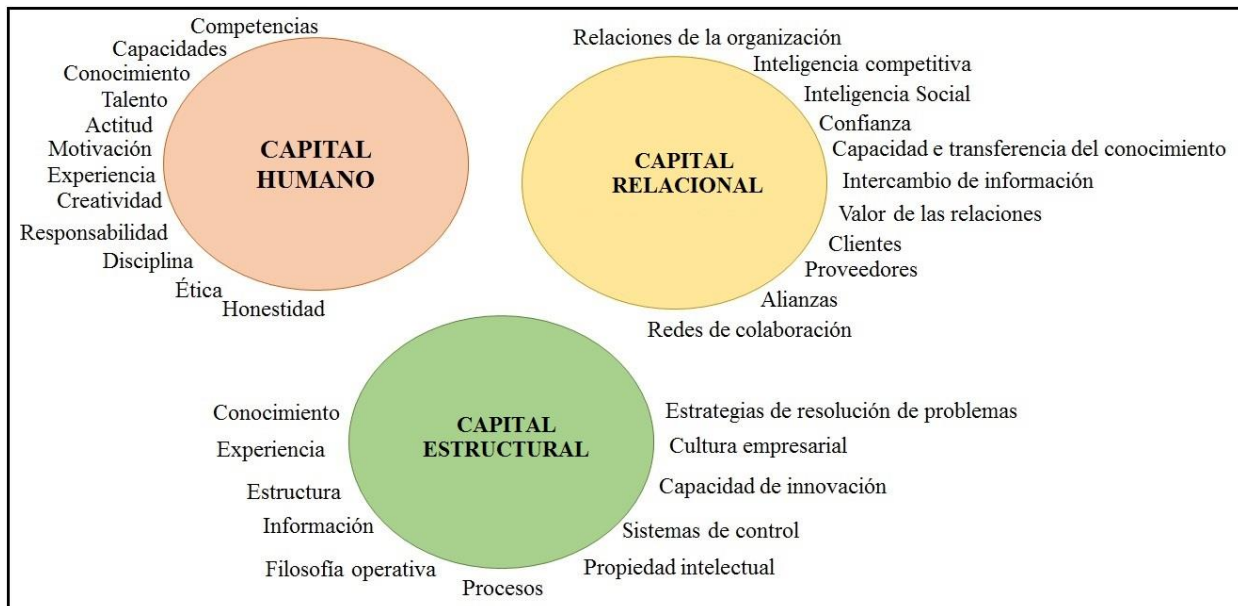 Competencias
Capacidades
Conocimiento
Talento
Actitud
Motivación
Experiencia
Creatividad
Responsabilidad
Disciplina
Ética
Honestidad
CAPITAL
HUMANO
Relaciones de la organización
Inteligencia competitiva
Inteligencia Social
Confianza
Capacidad e transferencia del conocimiento
Intercambio de información
Valor de las relaciones
Clientes
Proveedores
Alianzas
Redes de colaboración
CAPITAL
RELACIONAL
Conocimiento
Experiencia
Estructura
Información
Filosofía operativa
Procesos
CAPITAL
ESTRUCTURAL
Estrategias de resolución de problemas
Cultura empresarial
Capacidad de innovación
Sistemas de control
Propiedad intelectual